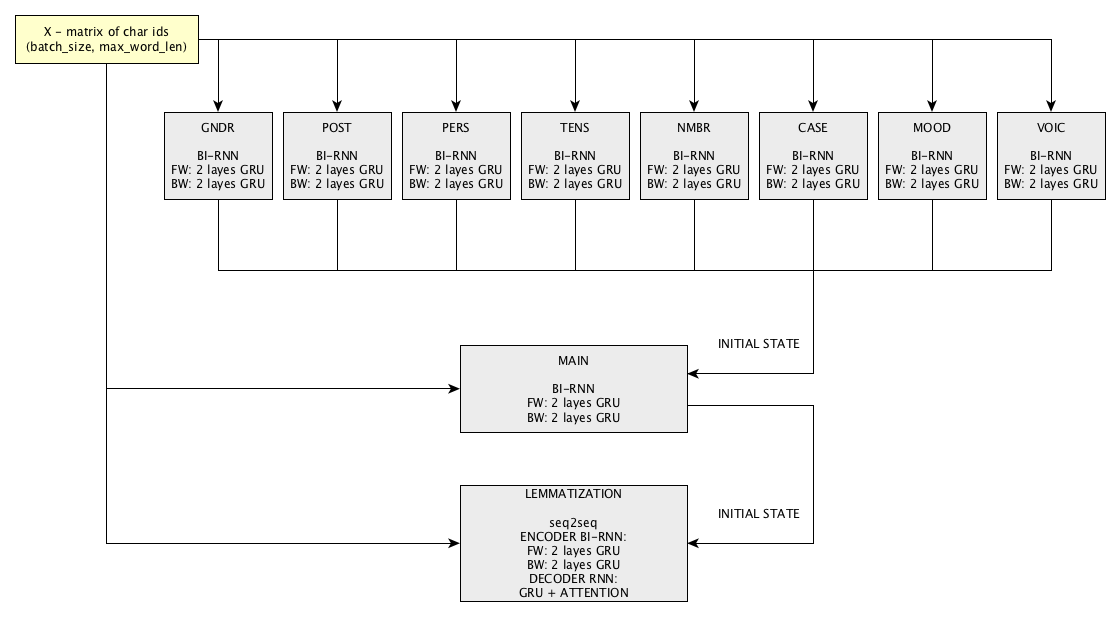 X - matrix of char ids
(batch_size, max_word_len)
GNDR
BI-RNN
FW: 2 layes GRU
BW: 2 layes GRU
POST
BI-RNN
FW: 2 layes GRU
BW: 2 layes GRU
PERS
BI-RNN
FW: 2 layes GRU
BW: 2 layes GRU
TENS
BI-RNN
FW: 2 layes GRU
BW: 2 layes GRU
NMBR
BI-RNN
FW: 2 layes GRU
BW: 2 layes GRU
CASE
BI-RNN
FW: 2 layes GRU
BW: 2 layes GRU
MOOD
BI-RNN
FW: 2 layes GRU
BW: 2 layes GRU
VOIC
BI-RNN
FW: 2 layes GRU
BW: 2 layes GRU
INITIAL STATE
MAIN
BI-RNN
FW: 2 layes GRU
BW: 2 layes GRU
INITIAL STATE
LEMMATIZATION
seq2seq
ENCODER BI-RNN:
FW: 2 layes GRU
BW: 2 layes GRU
DECODER RNN:
GRU + ATTENTION